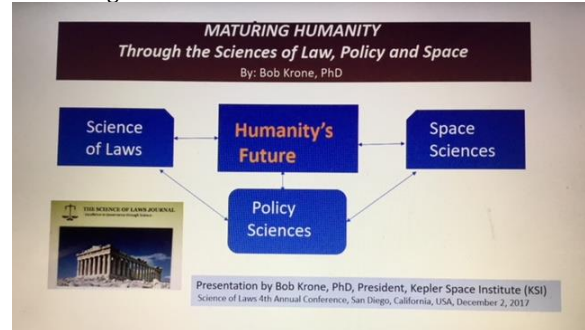 MATURING HUMANITY
Through the Sciences of Law, Policy and Space
By: Bob Krone, PhD
Science
of Laws
Humanity's
Future
Space
Sciences
Policy
Sciences
THE SCIENCE OF LAWS JOURNAL
Presentation by Bob Krone, PhD, President, Kepler Space Institute (KSI)
Science of Laws 4th Annual Conference, San Diego, California, USA, December 2, 2017